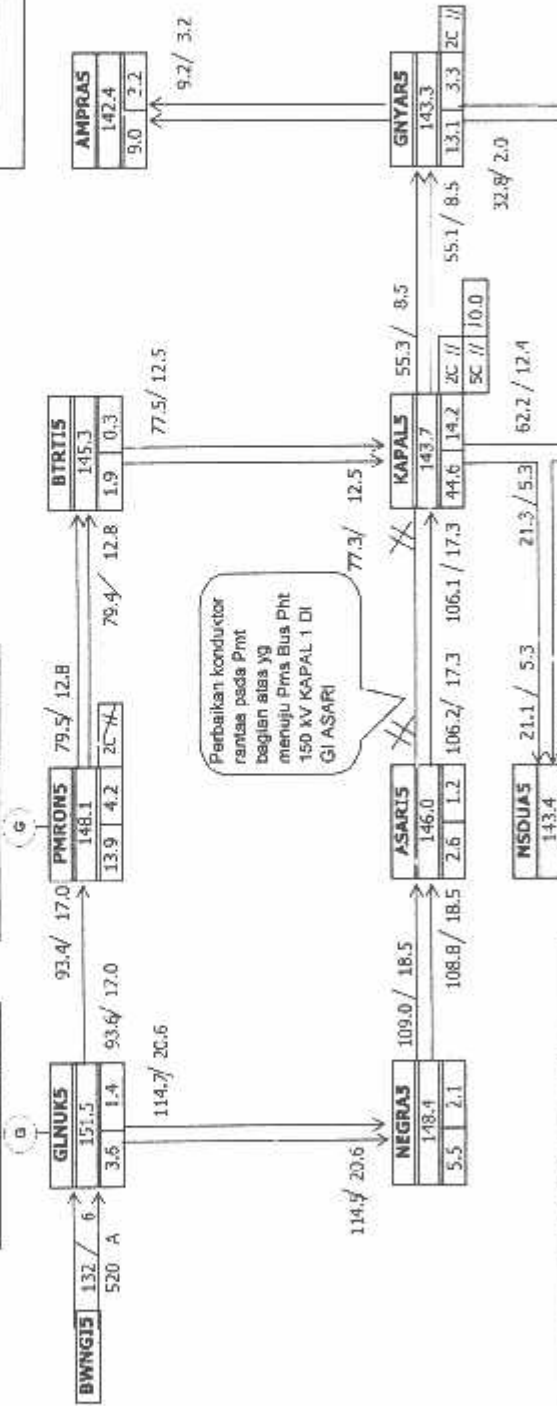 G
G
BWNGI5
132 / 6
520 A
GLNUK5
151.5
3.6 1.4
93.4/ 17.0
93.6/ 17.0
PMRON5
148.1
13.9 4.2
2C //
79.5/ 12.8
79.4/ 12.8
BTRTI5
145.3
1.9 0.3
77.5/ 12.5
77.3/ 12.5
AMPRA5
142.4
9.0 2.2
9.2/ 3.2
114.7/ 20.6
114.5/ 20.6
NEGRA5
148.4
5.5 2.1
109.0/ 18.5
108.8/ 18.5
Perbaikan konduktor
rantas pada Pmt
bagian atas yg
menuju Pms Bus Pht
150 kV KAPAL 1 DI
GI ASARI
ASARI5
146.0
2.6 1.2
106.2/ 17.3
106.1/ 17.3
KAPAL5
143.7
44.6 14.2
2C //
5C // 10.0
55.3 / 8.5
55.1 / 8.5
GNYAR5
143.3
13.1 3.3
2C //
32.8/ 2.0
62.2 / 12.4
21.1 / 5.3
21.3 / 5.3
NSDUA5
143.4